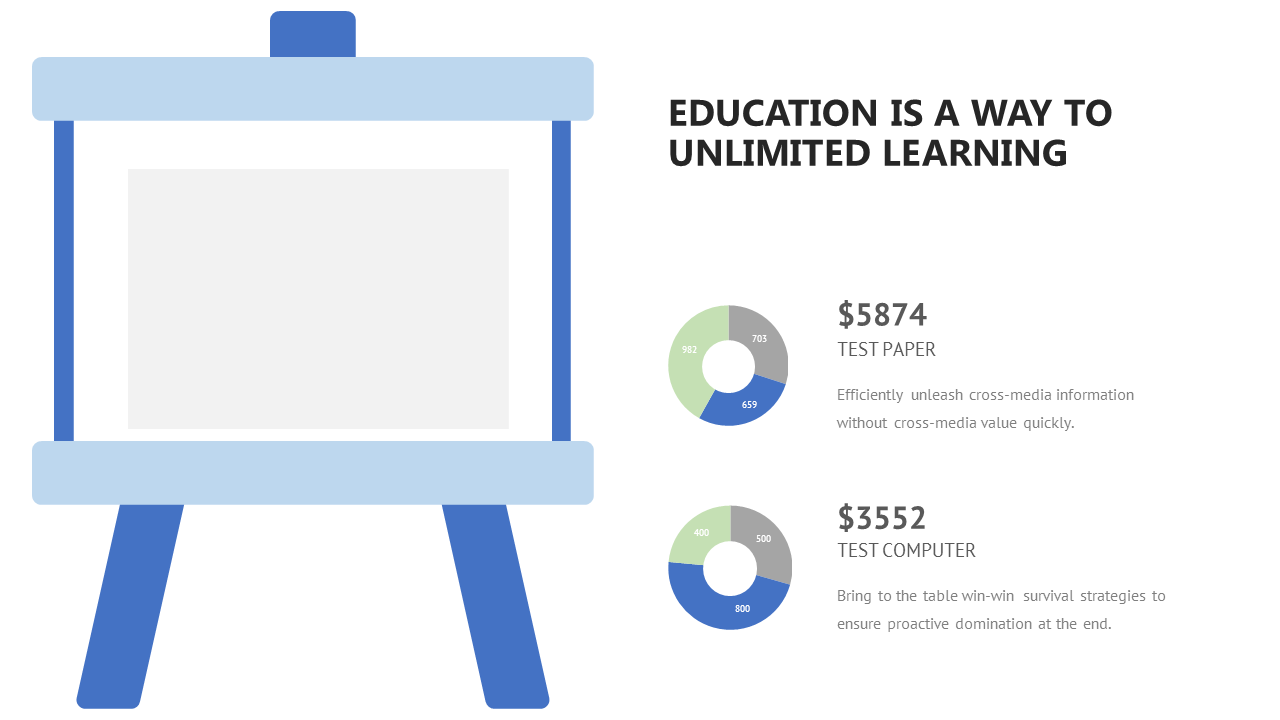 EDUCATION IS A WAY TO
UNLIMITED LEARNING
703
982
659
$5874
TEST PAPER
Efficiently unleash cross-media information
without cross-media value quickly.
400
500
800
$3552
TEST COMPUTER
Bring to the table win-win survival strategies to
ensure proactive domination at the end.